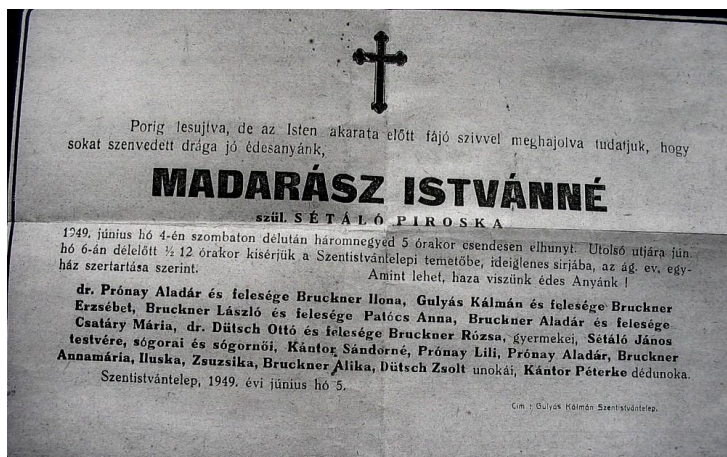 Porig lesujtva, de az Isten akarata előtt fájó szivvel meghajolva tudatjuk, hogy
sokat szenvedett drága jó édesanyánk,
MADARÁSZ ISTVÁNNÉ
szül. SÉTÁLÓ PIROSKA
1949. június hó 4-én szombaton délután háromnegyed 5 órakor csendesen elhunyt. Utolsó utjára jún.
hó 6-án délelőtt ½ 12 órakor kisérjük a Szentistvántelepi temetőbe, ideiglenes sirjába, az ág. ev. egy-
ház szertartása szerint. Amint lehet, haza viszünk édes Anyánk !
dr. Prónay Aladár és felesége Bruckner Ilona, Gulyás Kálmán és felesége Bruckner
Erzsébet, Bruckner László és felesége Patócs Anna, Bruckner Aladár és felesége
Csatáry Mária, dr. Dütsch Ottó és felesége Bruckner Rózsa, gyermekei, Sétáló János
testvére, sógorai és sógornői, Kántor Sándorné, Prónay Lili, Prónay Aladár, Bruckner
Annamária, Iluska, Zsuzsika, Bruckner Alika, Dütsch Zsolt unokái, Kántor Péterke dédunoka.
Szentistvántelep, 1949. évi június hó 5.
Cim : Gulyás Kálmán Szentistvántelep.